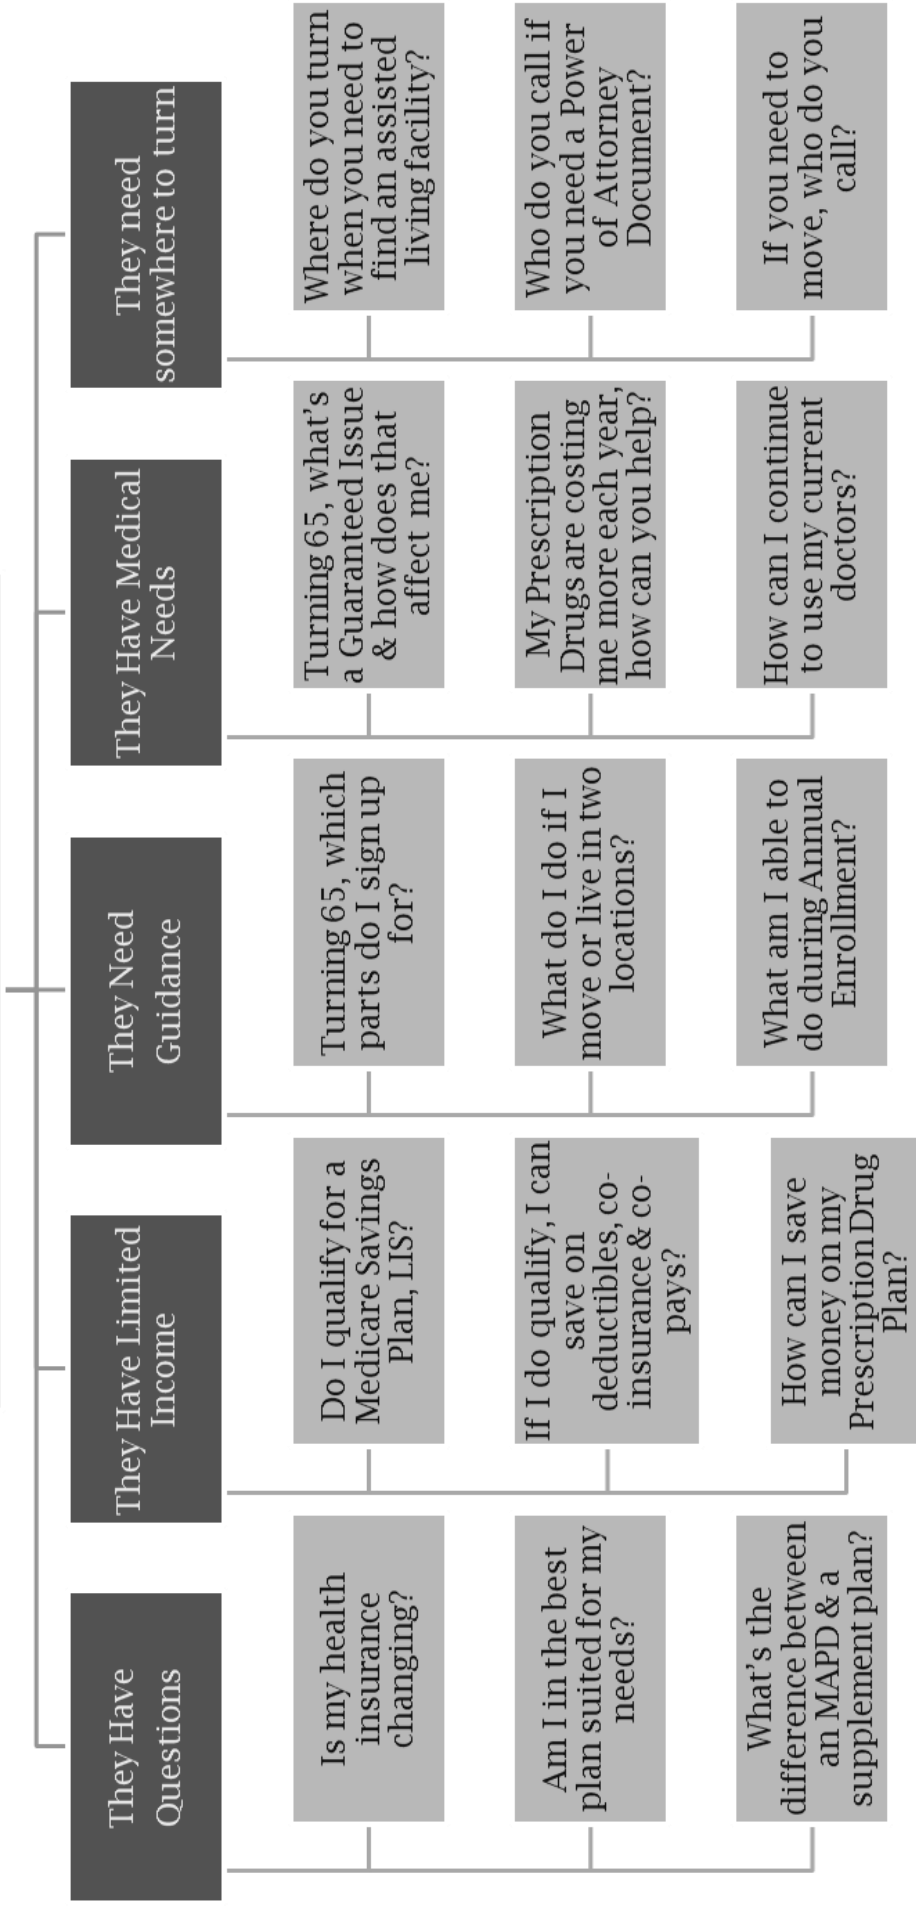 They Have
Questions
Is my health
insurance
changing?
Am I in the best
plan suited for my
needs?
What's the
difference between
an MAPD & a
supplement plan?
They Have Limited
Income
Do I qualify for a
Medicare Savings
Plan, LIS?
If I do qualify, I can
save on
deductibles, co-
insurance & co-
pays?
How can I save
money on my
Prescription Drug
Plan?
They Need
Guidance
Turning 65, which
parts do I sign up
for?
What do I do if I
move or live in two
locations?
What am I able to
do during Annual
Enrollment?
They Have Medical
Needs
Turning 65, what's
a Guaranteed Issue
& how does that
affect me?
My Prescription
Drugs are costing
me more each year,
how can you help?
How can I continue
to use my current
doctors?
They need
somewhere to turn
Where do you turn
when you need to
find an assisted
living facility?
Who do you call if
you need a Power
of Attorney
Document?
If you need to
move, who do you
call?